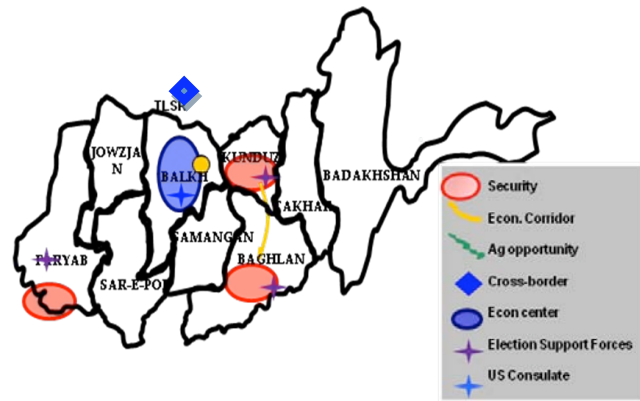 TLSR
JOWZJA
N
KUNDUZ
BALKH
BADAKHSHAN
TAKHAR
SAMANGAN
FARYAB
BAGHLAN
SAR-E-POL
Security
Econ. Corridor
Ag opportunity
Cross-border
Econ center
Election Support Forces
US Consulate